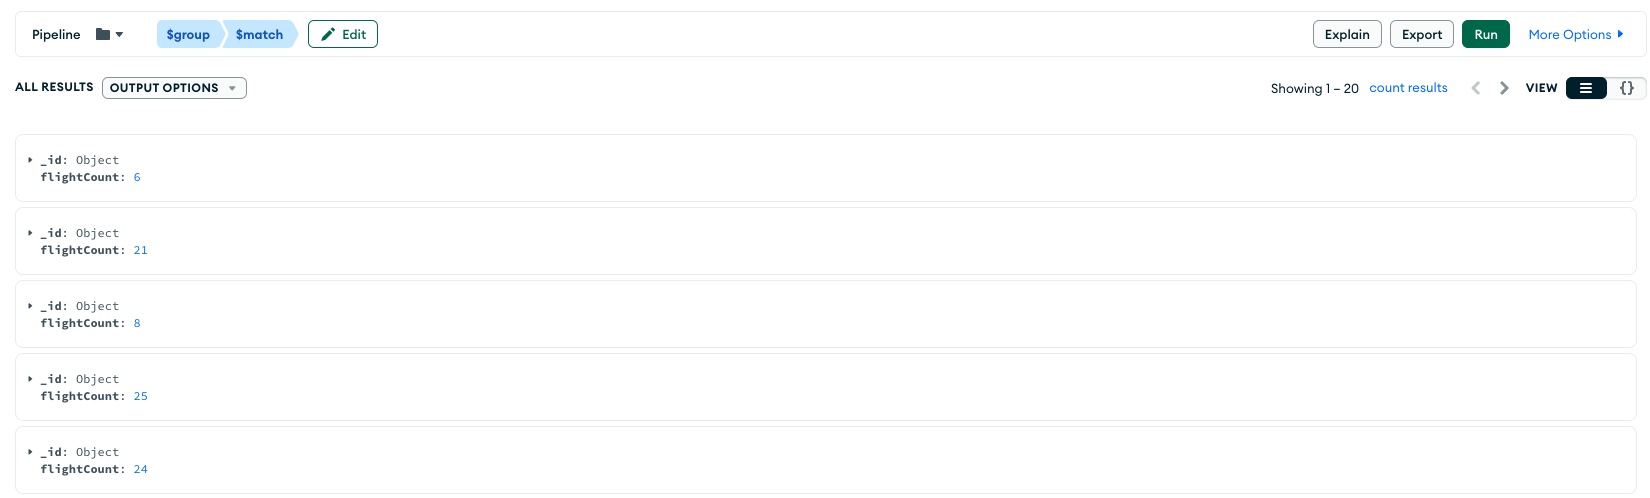 Pipeline $group $match Edit Explain Export Run More Options
ALL RESULTS OUTPUT OPTIONS Showing 1 – 20 count results VIEW {}
_id: Object
flightCount: 6
_id: Object
flightCount: 21
_id: Object
flightCount: 8
_id: Object
flightCount: 25
_id: Object
flightCount: 24